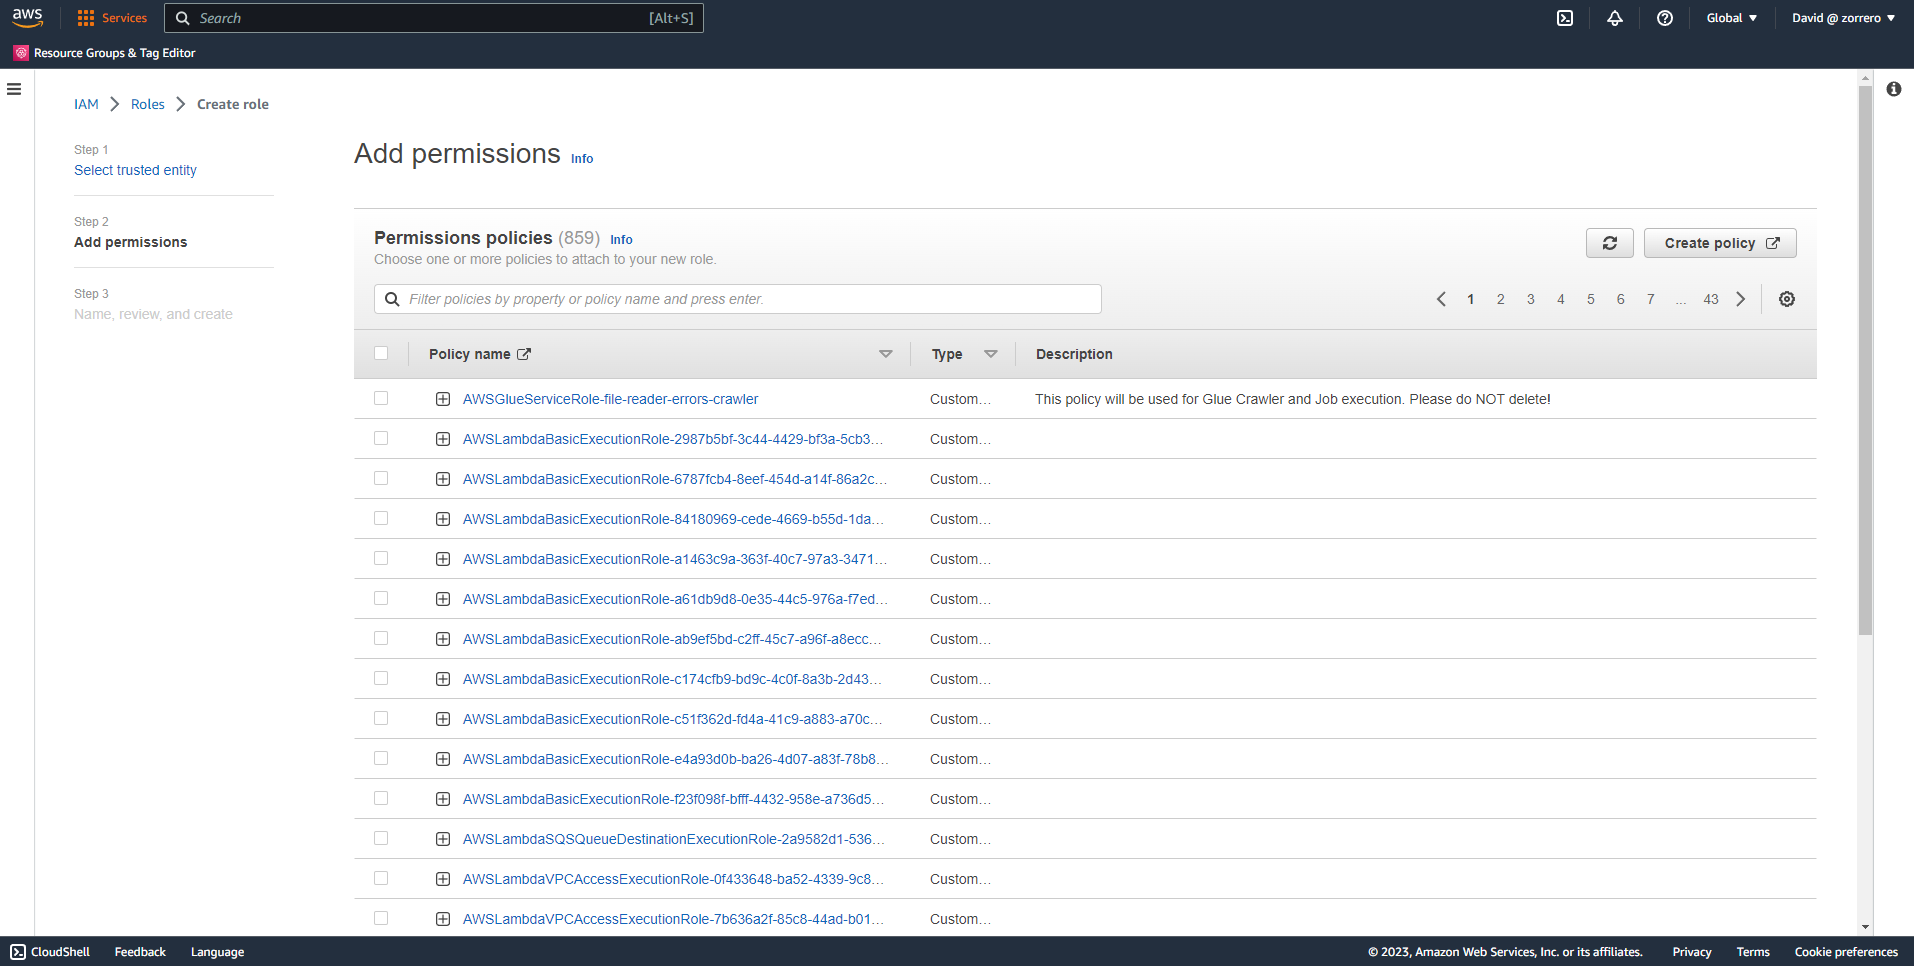 aws
Services
Search [Alt+S]
Global
David @ zorrero
Resource Groups & Tag Editor
IAM > Roles > Create role
Step 1
Select trusted entity
Step 2
Add permissions
Step 3
Name, review, and create
Add permissions Info
Permissions policies (859) Info
Choose one or more policies to attach to your new role.
Create policy
Filter policies by property or policy name and press enter.
1 2 3 4 5 6 7 ... 43
Policy name Type Description
AWSGlueServiceRole-file-reader-errors-crawler Custom... This policy will be used for Glue Crawler and Job execution. Please do NOT delete!
AWSLambdaBasicExecutionRole-2987b5bf-3c44-4429-bf3a-5cb3... Custom...
AWSLambdaBasicExecutionRole-6787fcb4-8eef-454d-a14f-86a2c... Custom...
AWSLambdaBasicExecutionRole-84180969-cede-4669-b55d-1da... Custom...
AWSLambdaBasicExecutionRole-a1463c9a-363f-40c7-97a3-3471... Custom...
AWSLambdaBasicExecutionRole-a61db9d8-0e35-44c5-976a-f7ed... Custom...
AWSLambdaBasicExecutionRole-ab9ef5bd-c2ff-45c7-a96f-a8ecc... Custom...
AWSLambdaBasicExecutionRole-c174cfb9-bd9c-4c0f-8a3b-2d43... Custom...
AWSLambdaBasicExecutionRole-c51f362d-fd4a-41c9-a883-a70c... Custom...
AWSLambdaBasicExecutionRole-e4a93d0b-ba26-4d07-a83f-78b8... Custom...
AWSLambdaBasicExecutionRole-f23f098f-bfff-4432-958e-a736d5... Custom...
AWSLambdaSQSQueueDestinationExecutionRole-2a9582d1-536... Custom...
AWSLambdaVPCAccessExecutionRole-0f433648-ba52-4339-9c8... Custom...
AWSLambdaVPCAccessExecutionRole-7b636a2f-85c8-44ad-b01... Custom...
CloudShell Feedback Language © 2023, Amazon Web Services, Inc. or its affiliates. Privacy Terms Cookie preferences